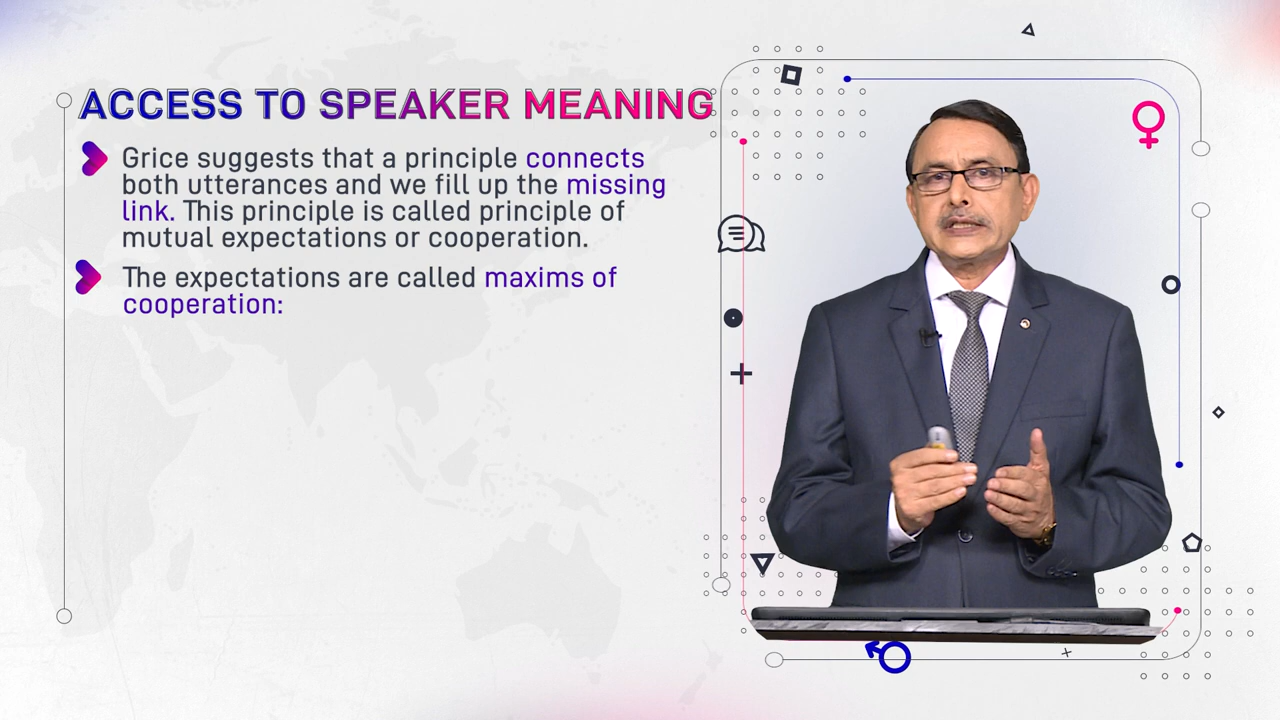 ACCESS TO SPEAKER MEANING
Grice suggests that a principle connects
both utterances and we fill up the missing
link. This principle is called principle of
mutual expectations or cooperation.
The expectations are called maxims of
cooperation: